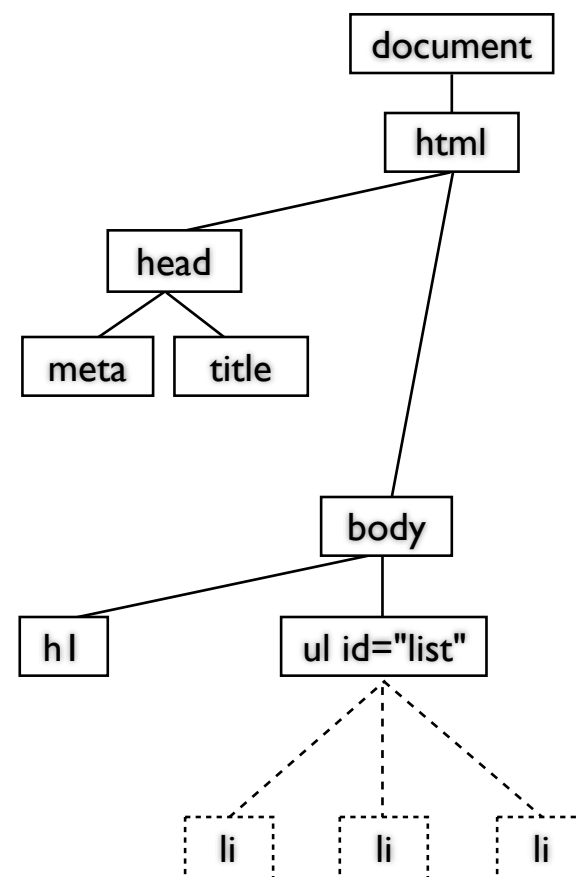 document
html
head
meta title
body
h1 ul id="list"
li li li